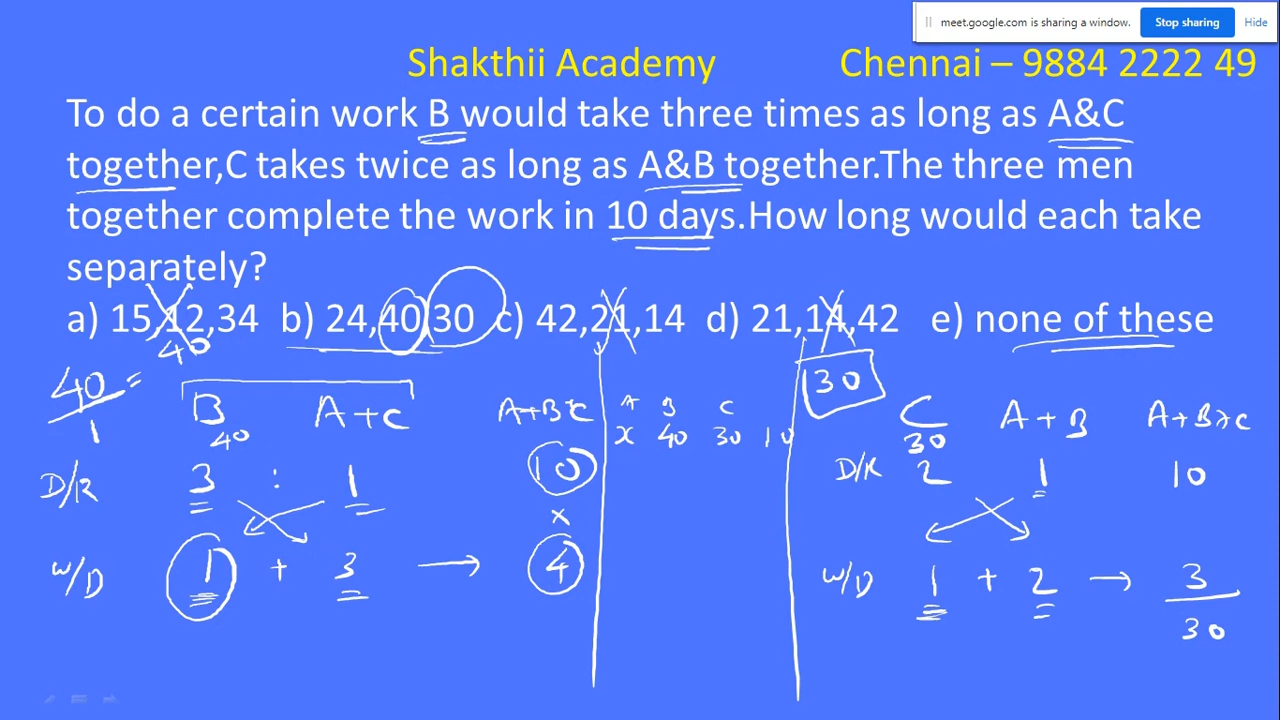 meet.google.com is sharing a window. Stop sharing Hide
Shakthii Academy Chennai – 9884 2222 49
To do a certain work B would take three times as long as A&C
together,C takes twice as long as A&B together.The three men
together complete the work in 10 days.How long would each take
separately?
a) 15,12,34 b) 24,40,30 c) 42,21,14 d) 21,14,42 e) none of these
40
40/1 =
B A+C A+B+C A B C 30 C A+B A+B+C
40 x 40 30 10 30
D/R 3 : 1 10 D/R 2 1 10
x
W/D 1 + 3 → 4 W/D 1 + 2 → 3
30